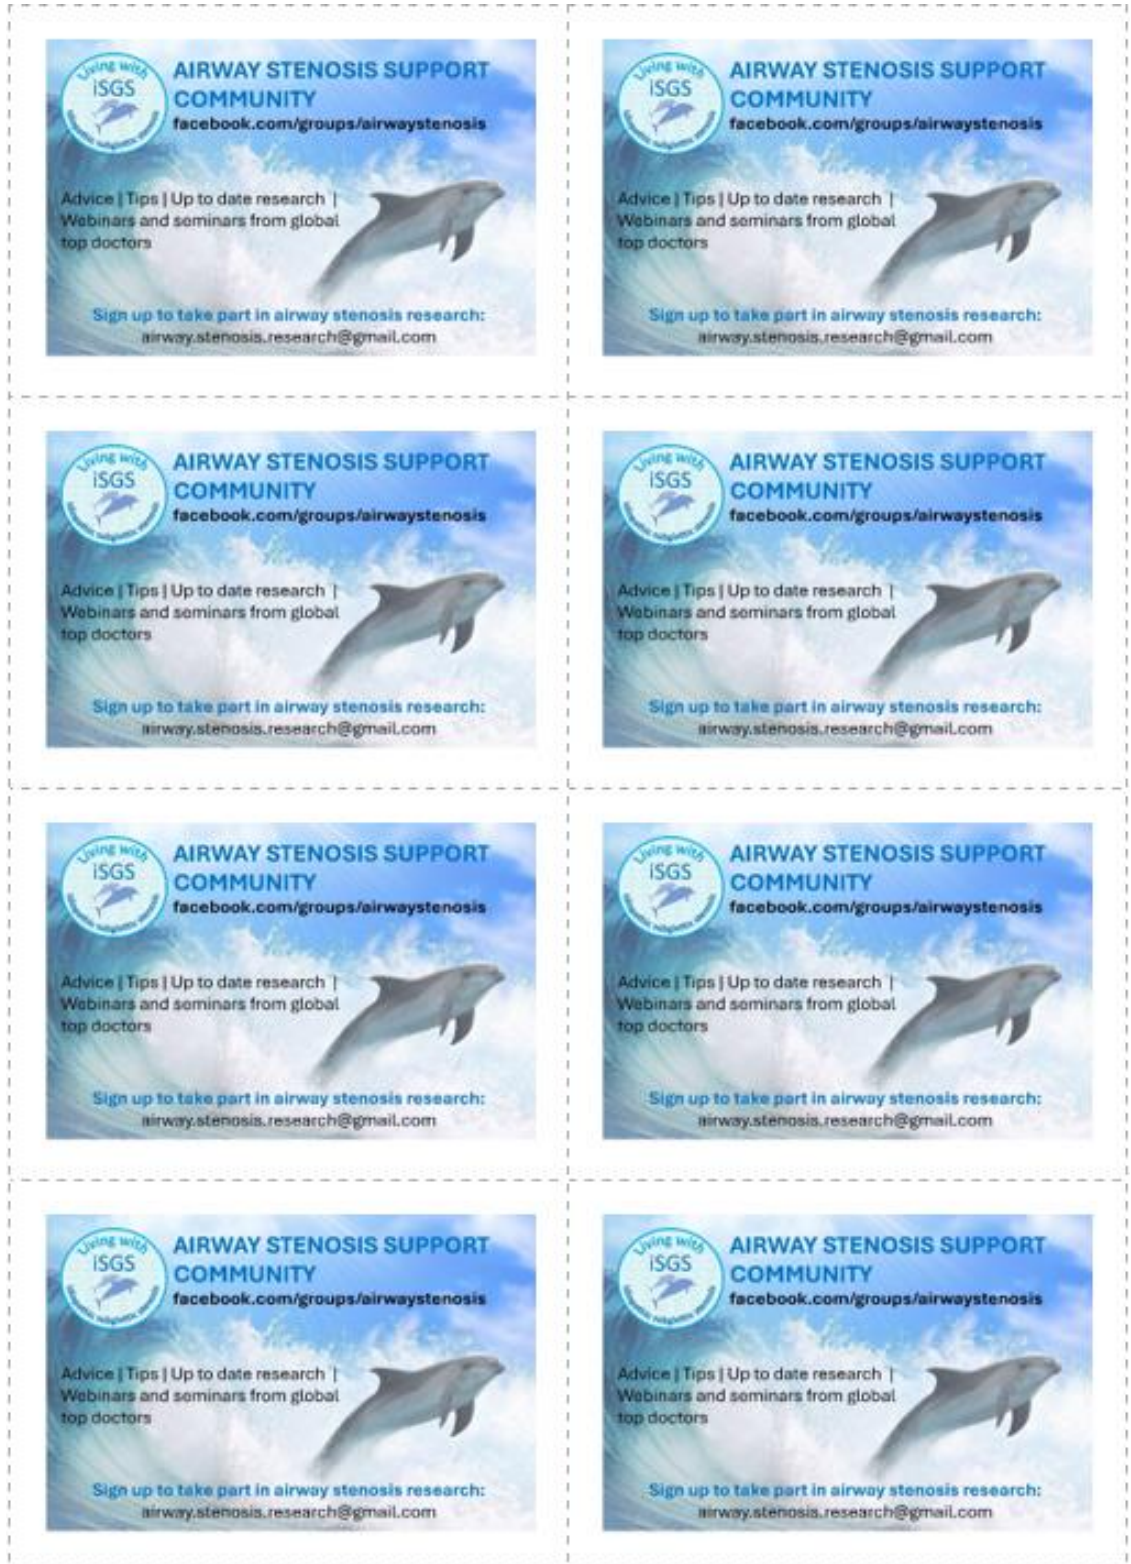 Living with
iSGS
AIRWAY STENOSIS SUPPORT
COMMUNITY
facebook.com/groups/airwaystenosis
Advice | Tips | Up to date research |
Webinars and seminars from global
top doctors
Sign up to take part in airway stenosis research:
airway.stenosis.research@gmail.com
Living with
iSGS
AIRWAY STENOSIS SUPPORT
COMMUNITY
facebook.com/groups/airwaystenosis
Advice | Tips | Up to date research |
Webinars and seminars from global
top doctors
Sign up to take part in airway stenosis research:
airway.stenosis.research@gmail.com
Living with
iSGS
AIRWAY STENOSIS SUPPORT
COMMUNITY
facebook.com/groups/airwaystenosis
Advice | Tips | Up to date research |
Webinars and seminars from global
top doctors
Sign up to take part in airway stenosis research:
airway.stenosis.research@gmail.com
Living with
iSGS
AIRWAY STENOSIS SUPPORT
COMMUNITY
facebook.com/groups/airwaystenosis
Advice | Tips | Up to date research |
Webinars and seminars from global
top doctors
Sign up to take part in airway stenosis research:
airway.stenosis.research@gmail.com
Living with
iSGS
AIRWAY STENOSIS SUPPORT
COMMUNITY
facebook.com/groups/airwaystenosis
Advice | Tips | Up to date research |
Webinars and seminars from global
top doctors
Sign up to take part in airway stenosis research:
airway.stenosis.research@gmail.com
Living with
iSGS
AIRWAY STENOSIS SUPPORT
COMMUNITY
facebook.com/groups/airwaystenosis
Advice | Tips | Up to date research |
Webinars and seminars from global
top doctors
Sign up to take part in airway stenosis research:
airway.stenosis.research@gmail.com
Living with
iSGS
AIRWAY STENOSIS SUPPORT
COMMUNITY
facebook.com/groups/airwaystenosis
Advice | Tips | Up to date research |
Webinars and seminars from global
top doctors
Sign up to take part in airway stenosis research:
airway.stenosis.research@gmail.com
Living with
iSGS
AIRWAY STENOSIS SUPPORT
COMMUNITY
facebook.com/groups/airwaystenosis
Advice | Tips | Up to date research |
Webinars and seminars from global
top doctors
Sign up to take part in airway stenosis research:
airway.stenosis.research@gmail.com